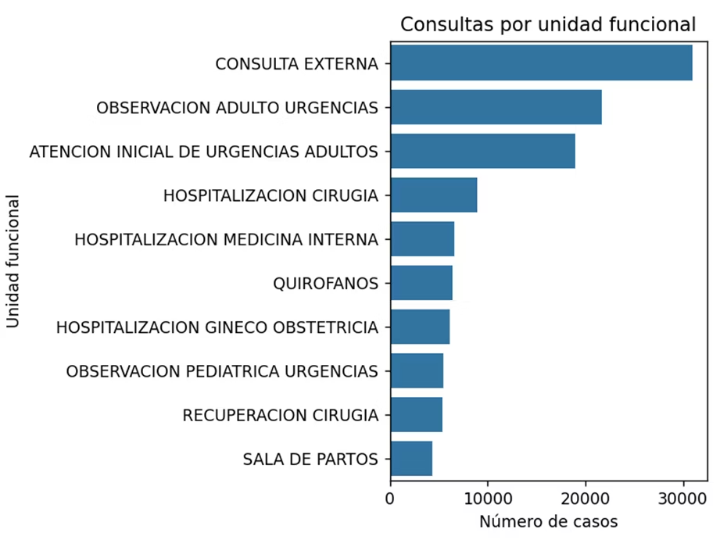 Consultas por unidad funcional
Unidad funcional
CONSULTA EXTERNA
OBSERVACION ADULTO URGENCIAS
ATENCION INICIAL DE URGENCIAS ADULTOS
HOSPITALIZACION CIRUGIA
HOSPITALIZACION MEDICINA INTERNA
QUIROFANOS
HOSPITALIZACION GINECO OBSTETRICIA
OBSERVACION PEDIATRICA URGENCIAS
RECUPERACION CIRUGIA
SALA DE PARTOS
0 10000 20000 30000
Número de casos